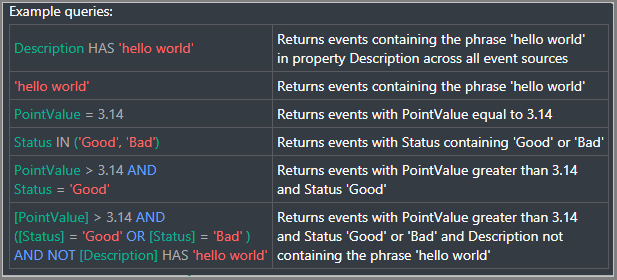 Example queries:
Description HAS 'hello world'
Returns events containing the phrase 'hello world'
in property Description across all event sources
'hello world'
Returns events containing the phrase 'hello world'
PointValue = 3.14
Returns events with PointValue equal to 3.14
Status IN ('Good', 'Bad')
Returns events with Status containing 'Good' or 'Bad'
PointValue > 3.14 AND
Status = 'Good'
Returns events with PointValue greater than 3.14
and Status 'Good'
[PointValue] > 3.14 AND
([Status] = 'Good' OR [Status] = 'Bad' )
AND NOT [Description] HAS 'hello world'
Returns events with PointValue greater than 3.14
and Status 'Good' or 'Bad' and Description not
containing the phrase 'hello world'